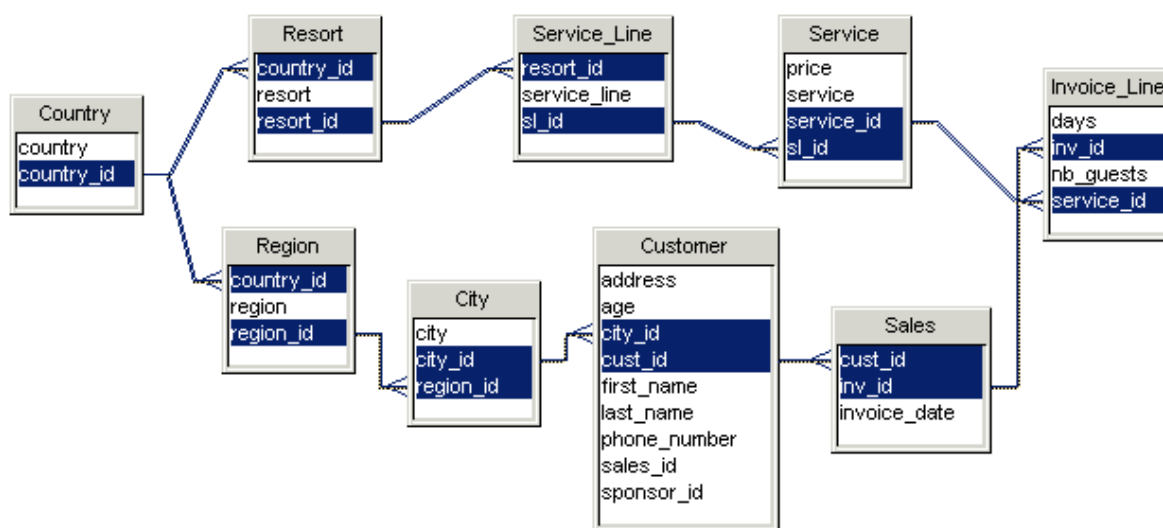 Resort
country_id
resort
resort_id
Service_Line
resort_id
service_line
sl_id
Service
price
service
service_id
sl_id
Invoice_Line
days
inv_id
nb_guests
service_id
Country
country
country_id
Region
country_id
region
region_id
City
city
city_id
region_id
Customer
address
age
city_id
cust_id
first_name
last_name
phone_number
sales_id
sponsor_id
Sales
cust_id
inv_id
invoice_date